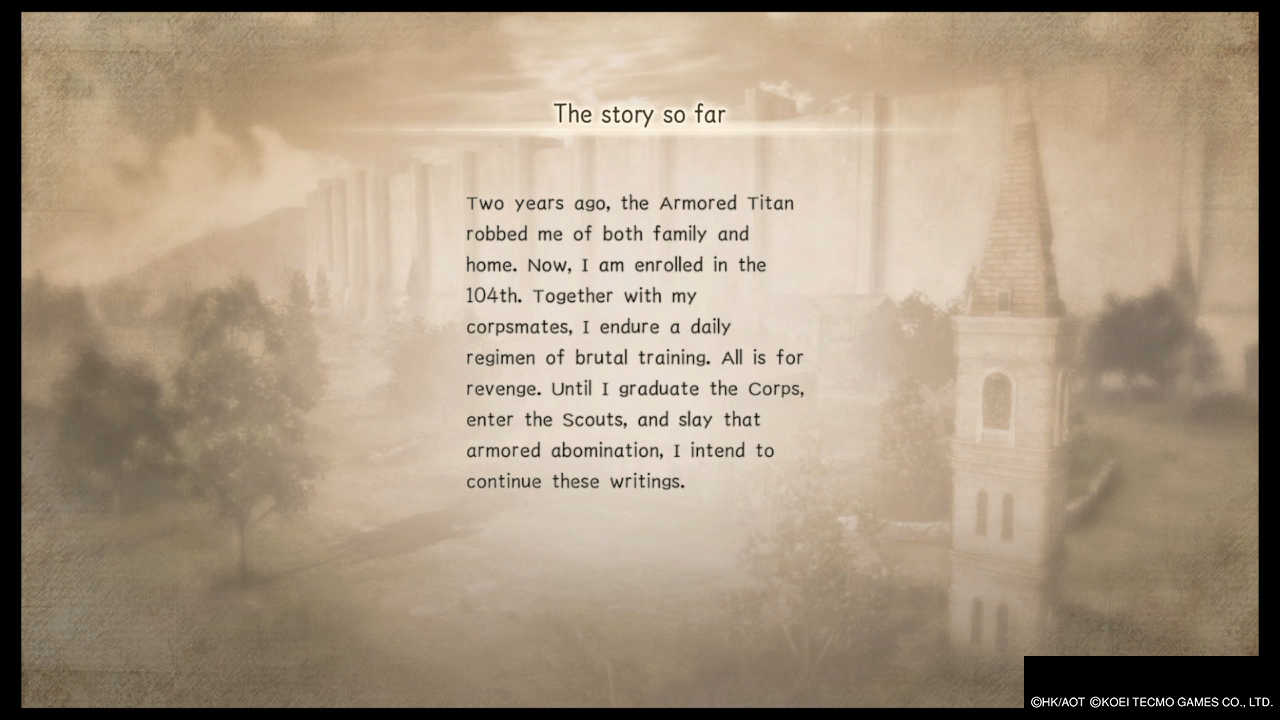 The story so far
Two years ago, the Armored Titan
robbed me of both family and
home. Now, I am enrolled in the
104th. Together with my
corpsmates, I endure a daily
regimen of brutal training. All is for
revenge. Until I graduate the Corps,
enter the Scouts, and slay that
armored abomination, I intend to
continue these writings.
©HK/AOT ©KOEI TECMO GAMES CO., LTD.